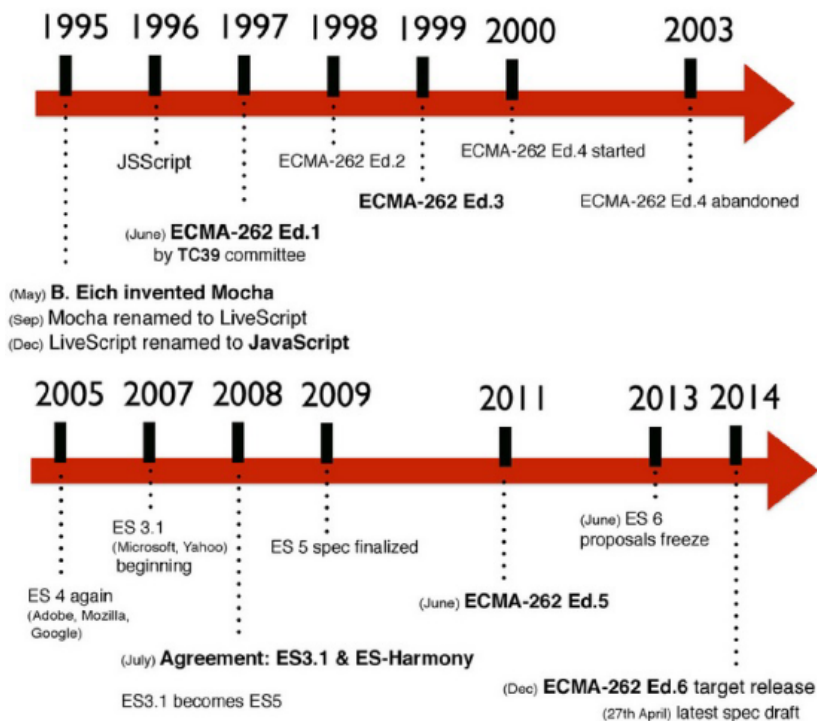 1995 1996 1997 1998 1999 2000 2003
JSScript
ECMA-262 Ed.2
ECMA-262 Ed.4 started
ECMA-262 Ed.3
ECMA-262 Ed.4 abandoned
(June) ECMA-262 Ed.1
by TC39 committee
(May) B. Eich invented Mocha
(Sep) Mocha renamed to LiveScript
(Dec) LiveScript renamed to JavaScript
2005 2007 2008 2009 2011 2013 2014
ES 3.1
(Microsoft, Yahoo)
beginning
ES 5 spec finalized
(June) ES 6
proposals freeze
ES 4 again
(Adobe, Mozilla,
Google)
(June) ECMA-262 Ed.5
(July) Agreement: ES3.1 & ES-Harmony
ES3.1 becomes ES5
(Dec) ECMA-262 Ed.6 target release
(27th April) latest spec draft